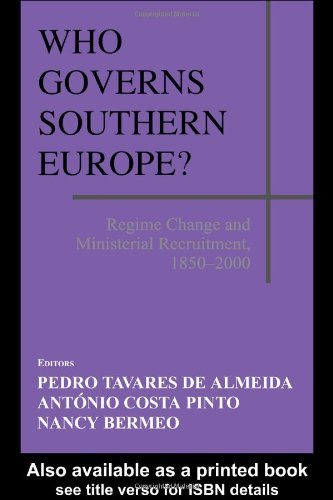 WHO
GOVERNS
SOUTHERN
EUROPE?
Regime Change and
Ministerial Recruitment,
1850–2000
EDITORS
PEDRO TAVARES DE ALMEIDA
ANTÓNIO COSTA PINTO
NANCY BERMEO
Also available as a printed book
see title verso for ISBN details